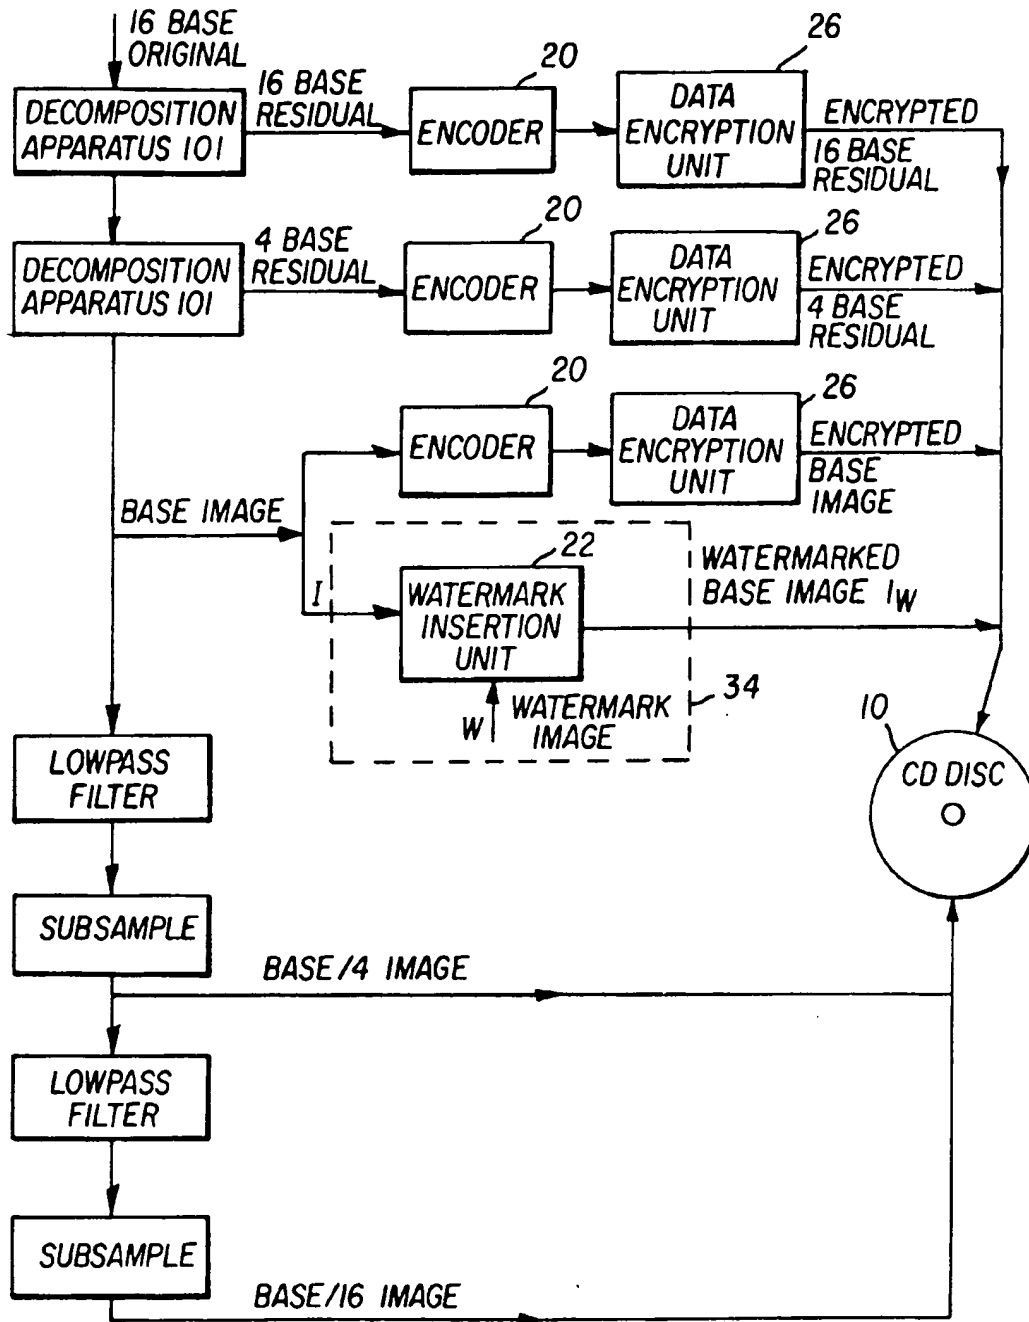 16 BASE
ORIGINAL
DECOMPOSITION
APPARATUS 101
16 BASE
RESIDUAL
20
ENCODER
26
DATA
ENCRYPTION
UNIT
ENCRYPTED
16 BASE
RESIDUAL
DECOMPOSITION
APPARATUS 101
4 BASE
RESIDUAL
20
ENCODER
26
DATA
ENCRYPTION
UNIT
ENCRYPTED
4 BASE
RESIDUAL
20
ENCODER
26
DATA
ENCRYPTION
UNIT
ENCRYPTED
BASE
IMAGE
BASE IMAGE
I
22
WATERMARK
INSERTION
UNIT
WATERMARKED
BASE IMAGE IW
W
WATERMARK
IMAGE
34
10
CD DISC
LOWPASS
FILTER
SUBSAMPLE
BASE/4 IMAGE
LOWPASS
FILTER
SUBSAMPLE
BASE/16 IMAGE